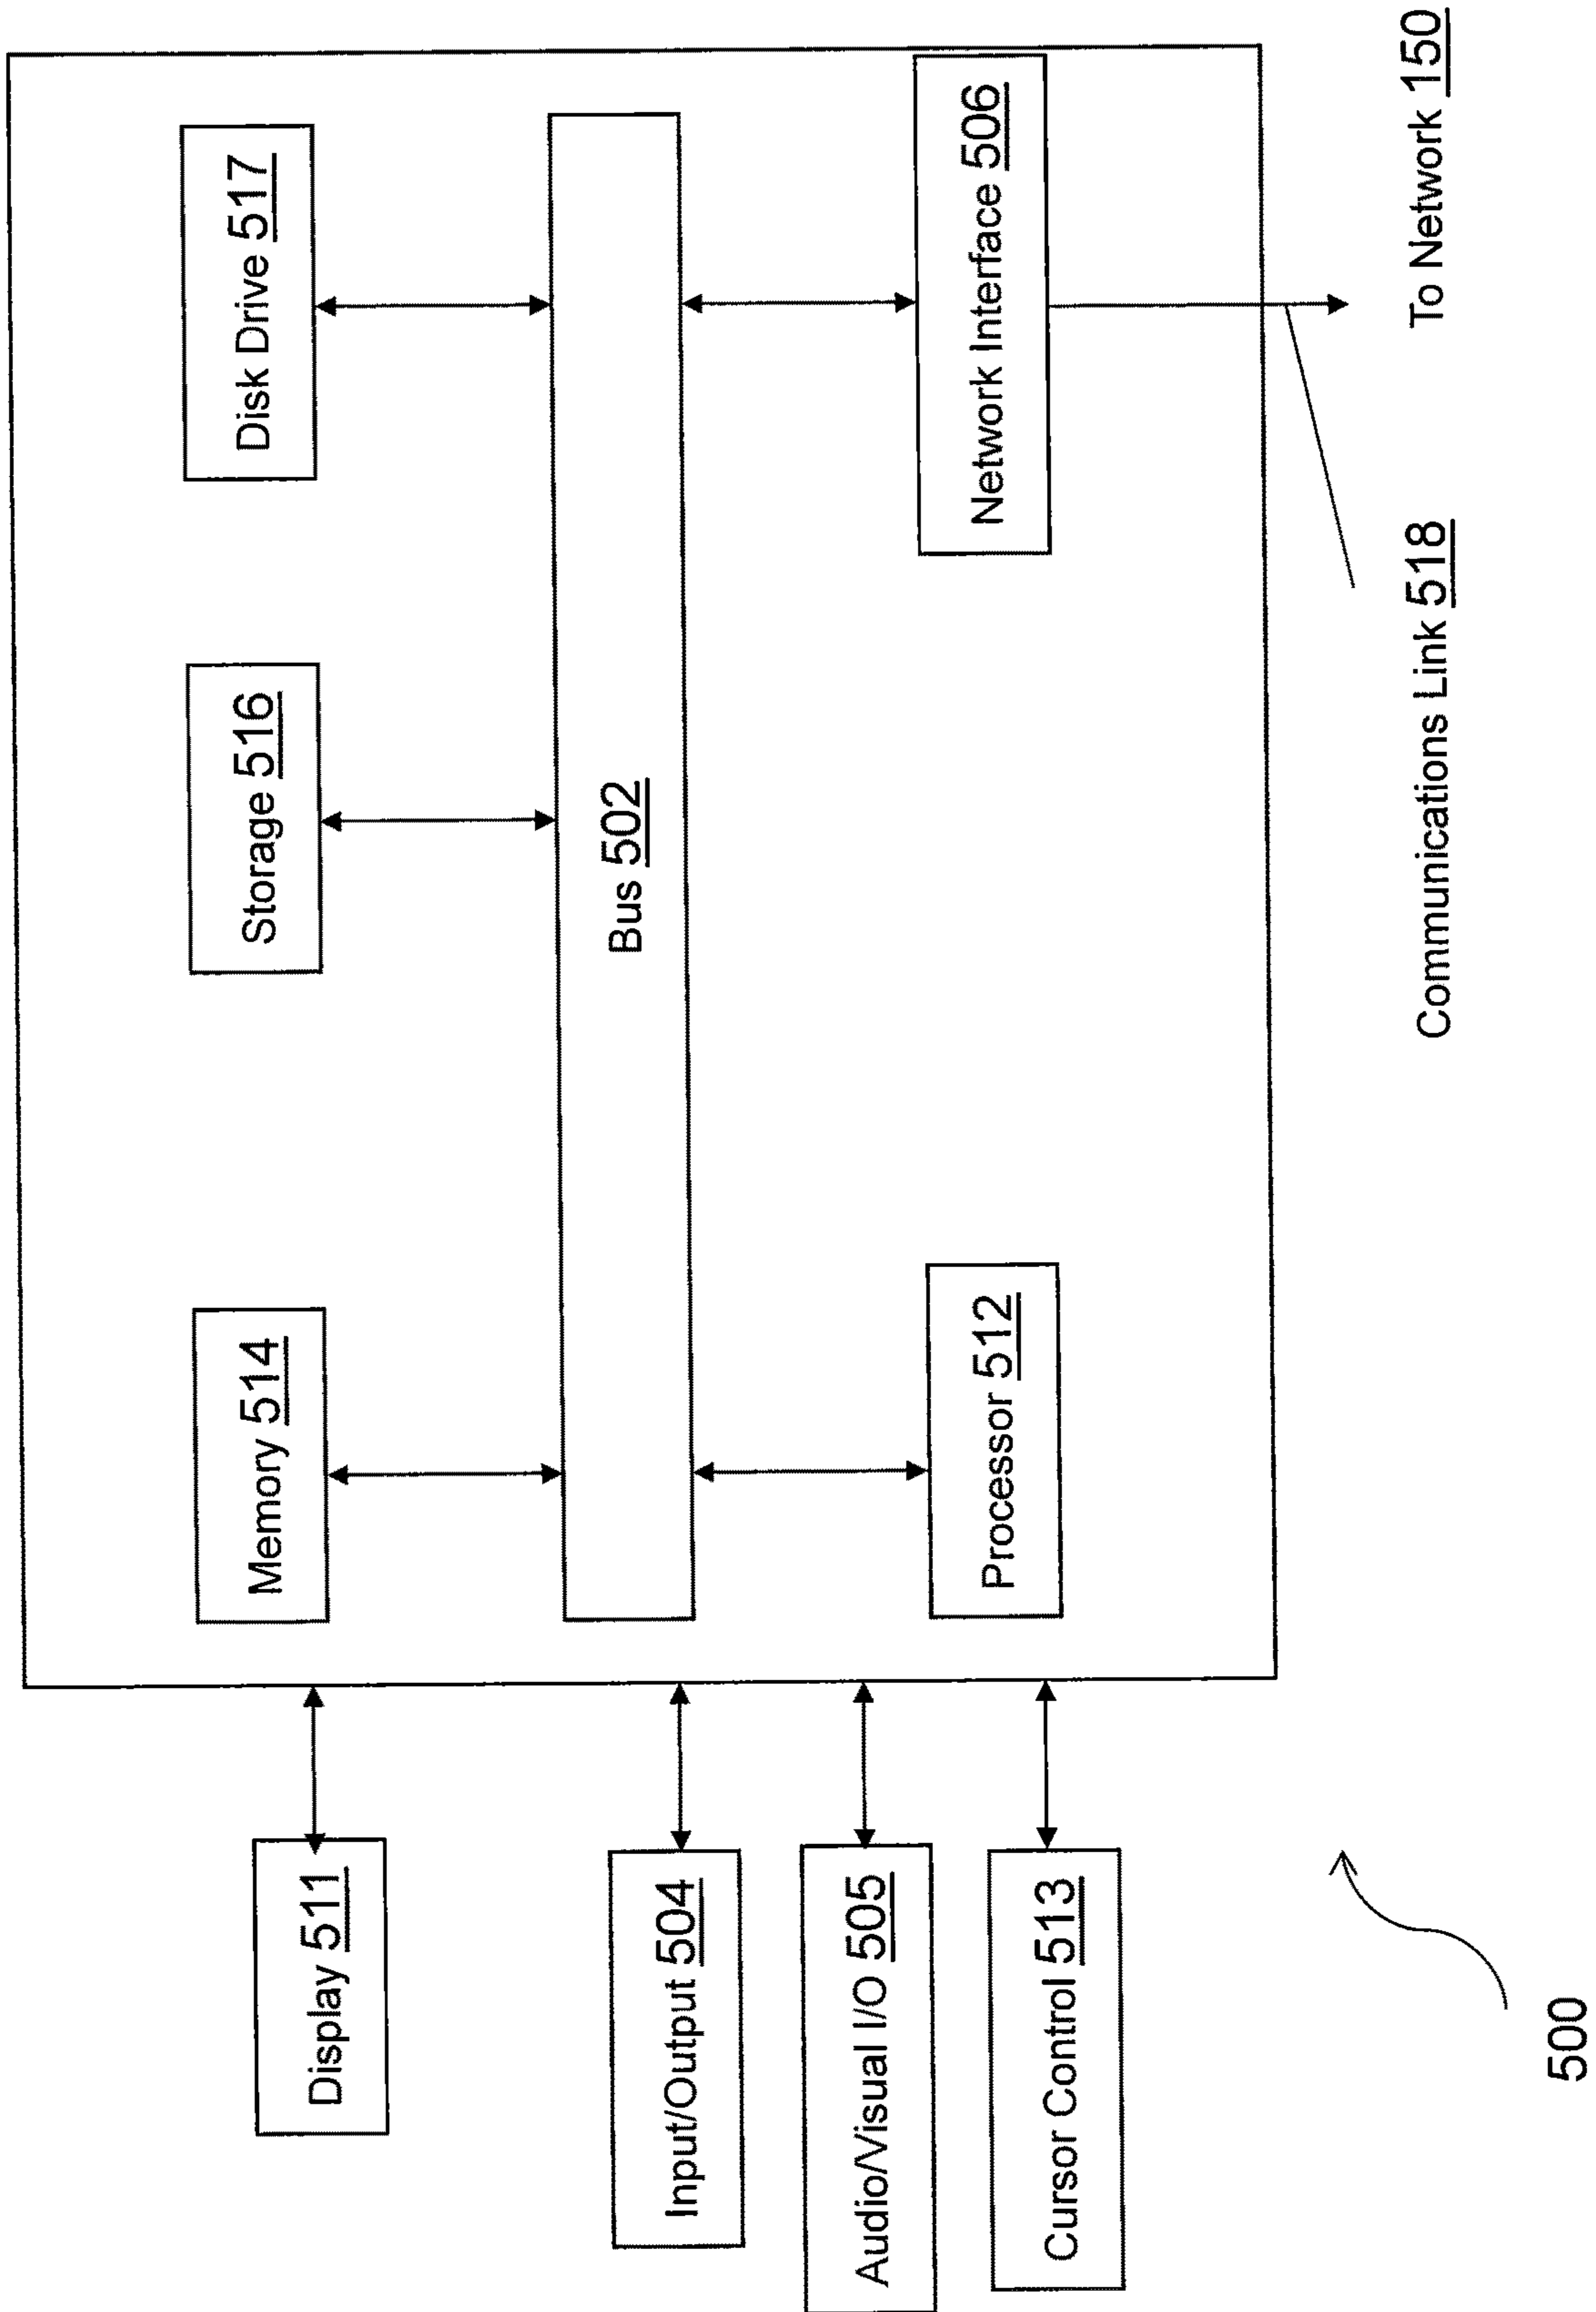 Display 511
Input/Output 504
Audio/Visual I/O 505
Cursor Control 513
Memory 514
Storage 516
Disk Drive 517
Bus 502
Processor 512
Network Interface 506
Communications Link 518
To Network 150
500